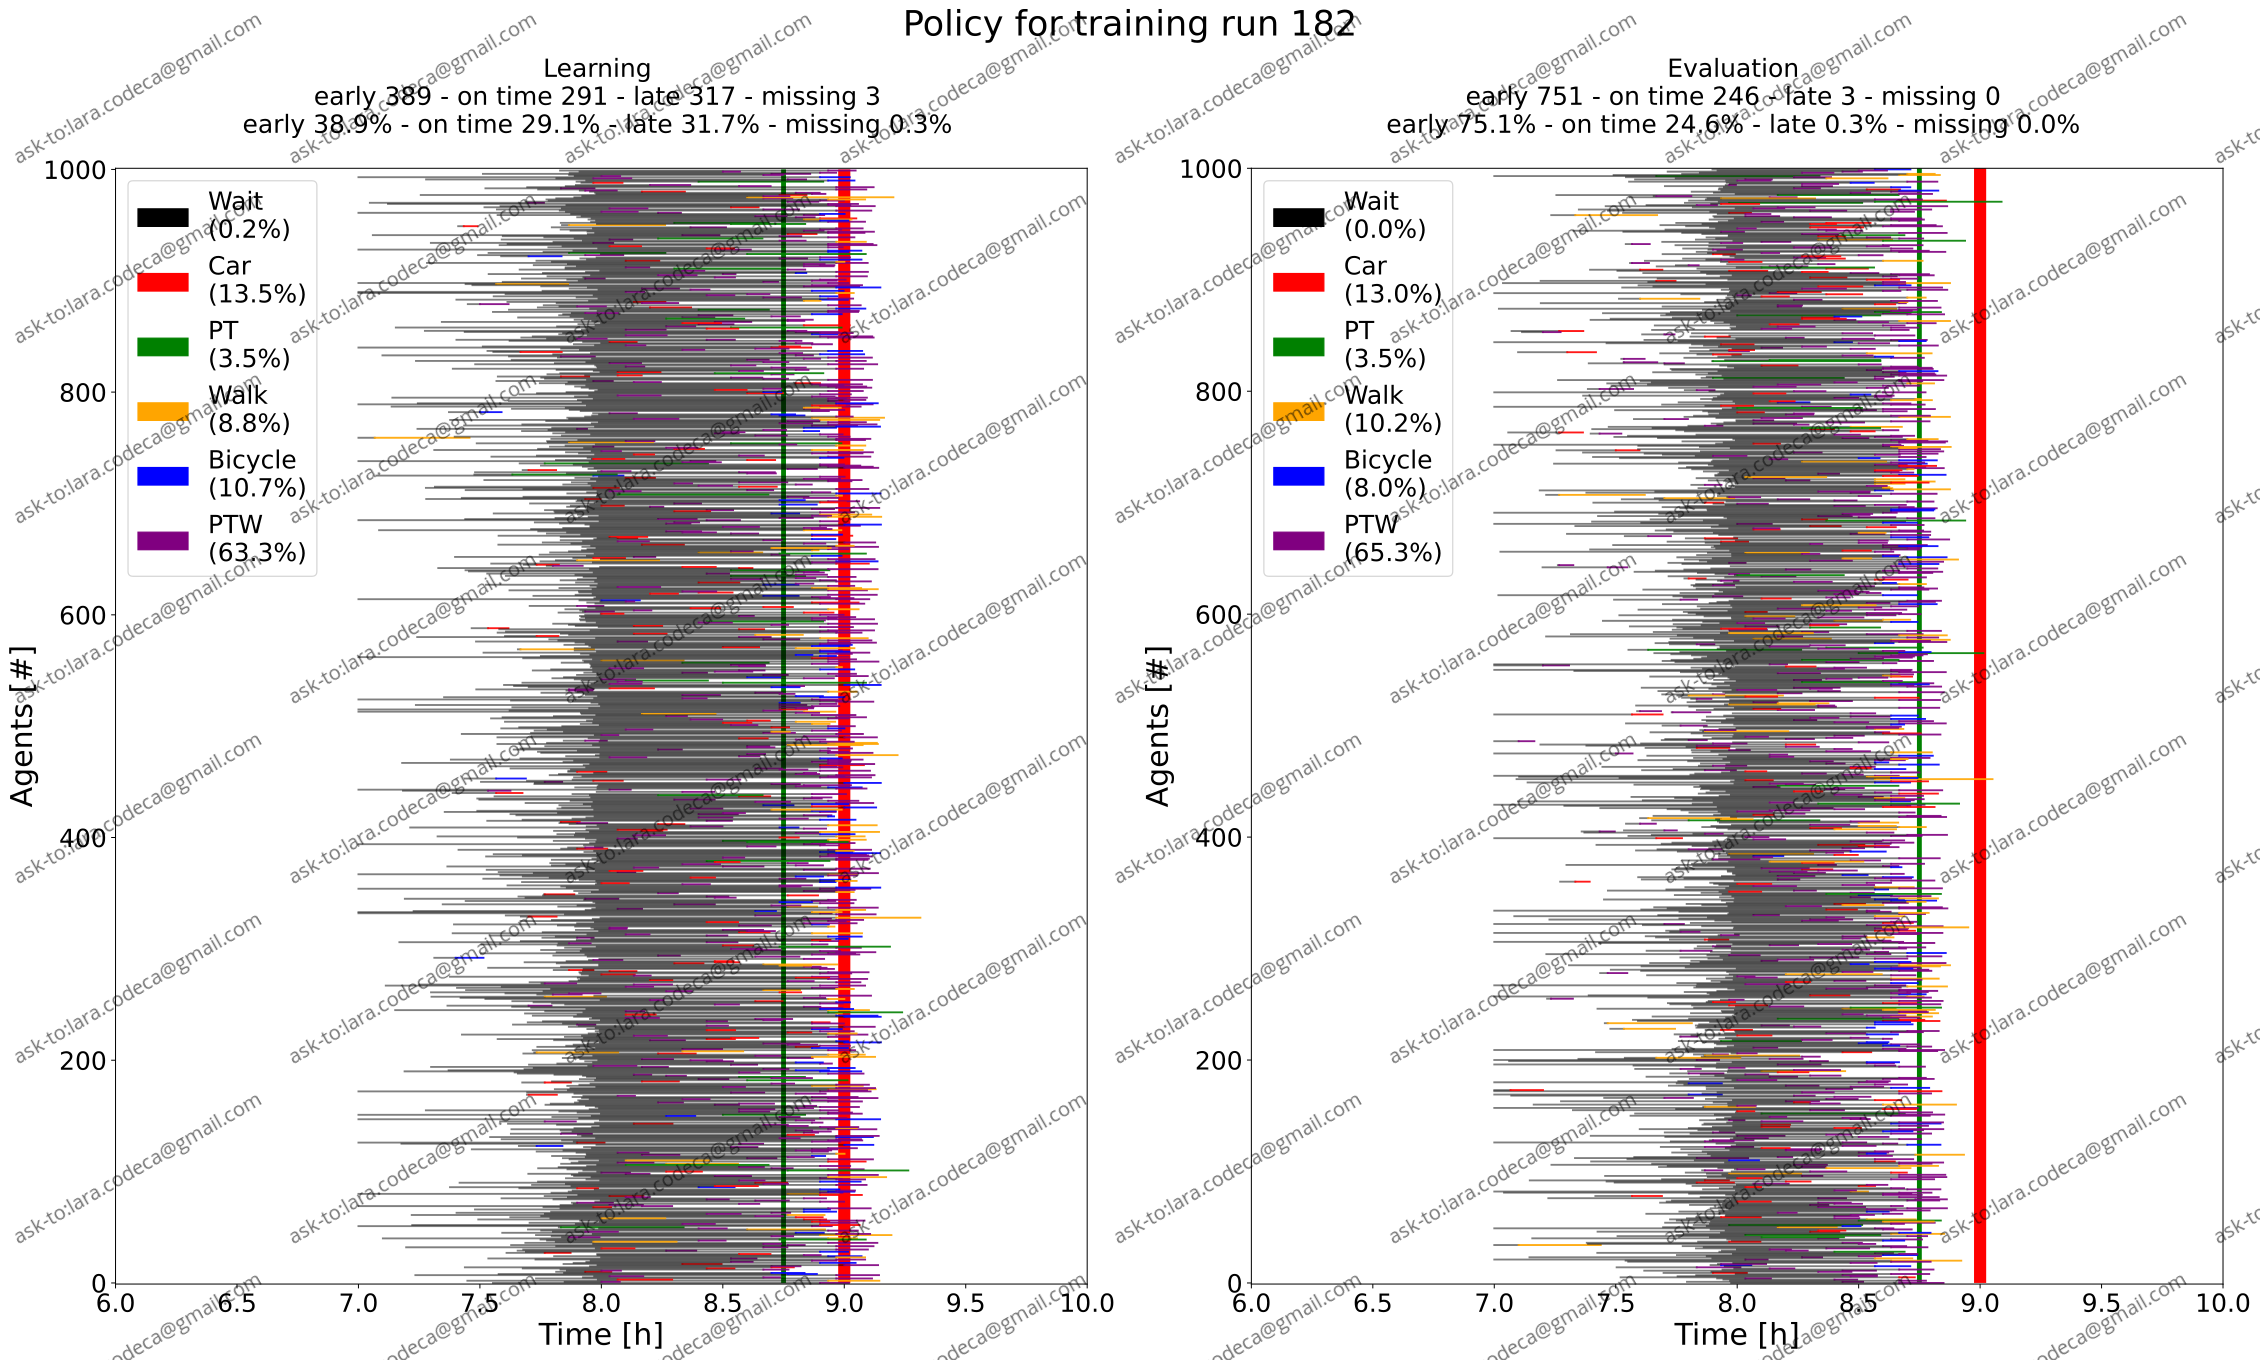 Policy for training run 182
Learning
early 389 - on time 291 - late 317 - missing 3
early 38.9% - on time 29.1% - late 31.7% - missing 0.3%
1000
800
600
400
200
0
Agents [#]
Wait
(0.2%)
Car
(13.5%)
PT
(3.5%)
Walk
(8.8%)
Bicycle
(10.7%)
PTW
(63.3%)
6.0 6.5 7.0 7.5 8.0 8.5 9.0 9.5 10.0
Time [h]
Evaluation
early 751 - on time 246 - late 3 - missing 0
early 75.1% - on time 24.6% - late 0.3% - missing 0.0%
1000
800
600
400
200
0
Agents [#]
Wait
(0.0%)
Car
(13.0%)
PT
(3.5%)
Walk
(10.2%)
Bicycle
(8.0%)
PTW
(65.3%)
6.0 6.5 7.0 7.5 8.0 8.5 9.0 9.5 10.0
Time [h]
ask-to:lara.codeca@gmail.com